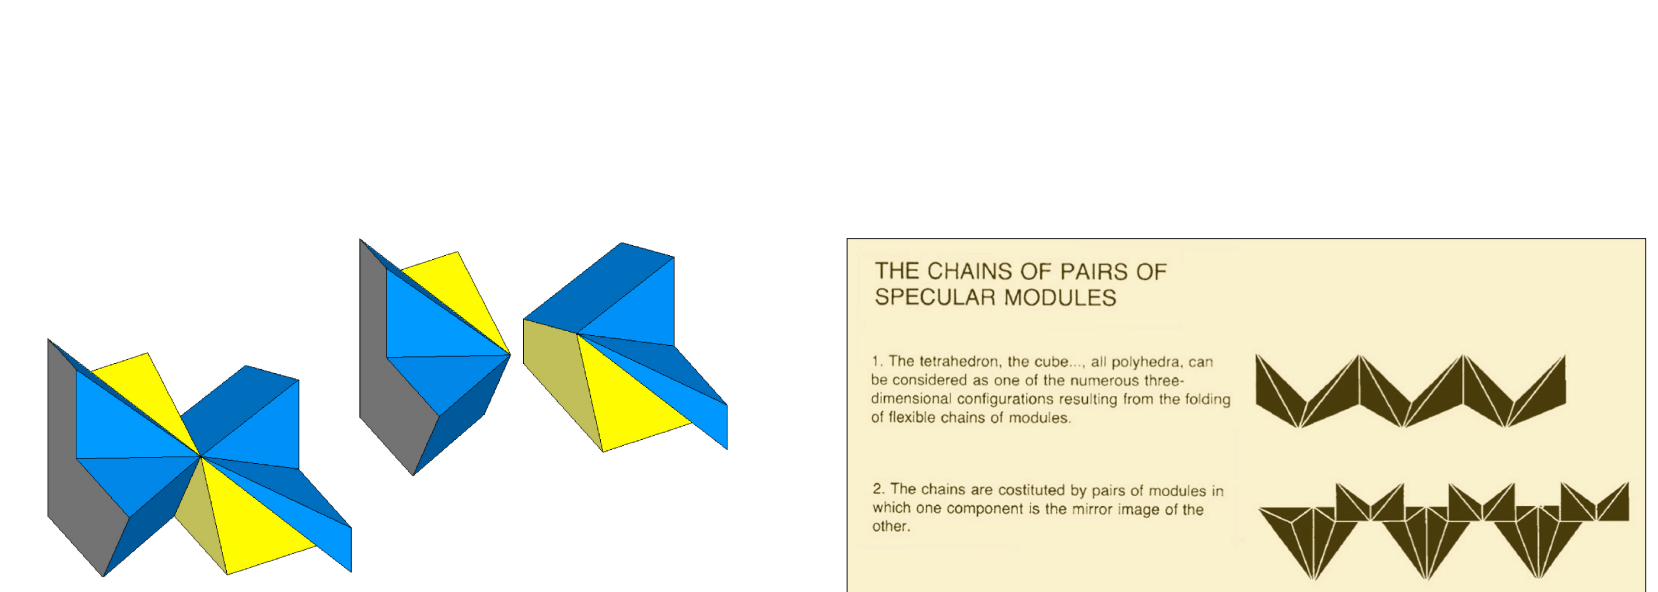 THE CHAINS OF PAIRS OF
SPECULAR MODULES
1. The tetrahedron, the cube..., all polyhedra, can
be considered as one of the numerous three-
dimensional configurations resulting from the folding
of flexible chains of modules.
2. The chains are costituted by pairs of modules in
which one component is the mirror image of the
other.